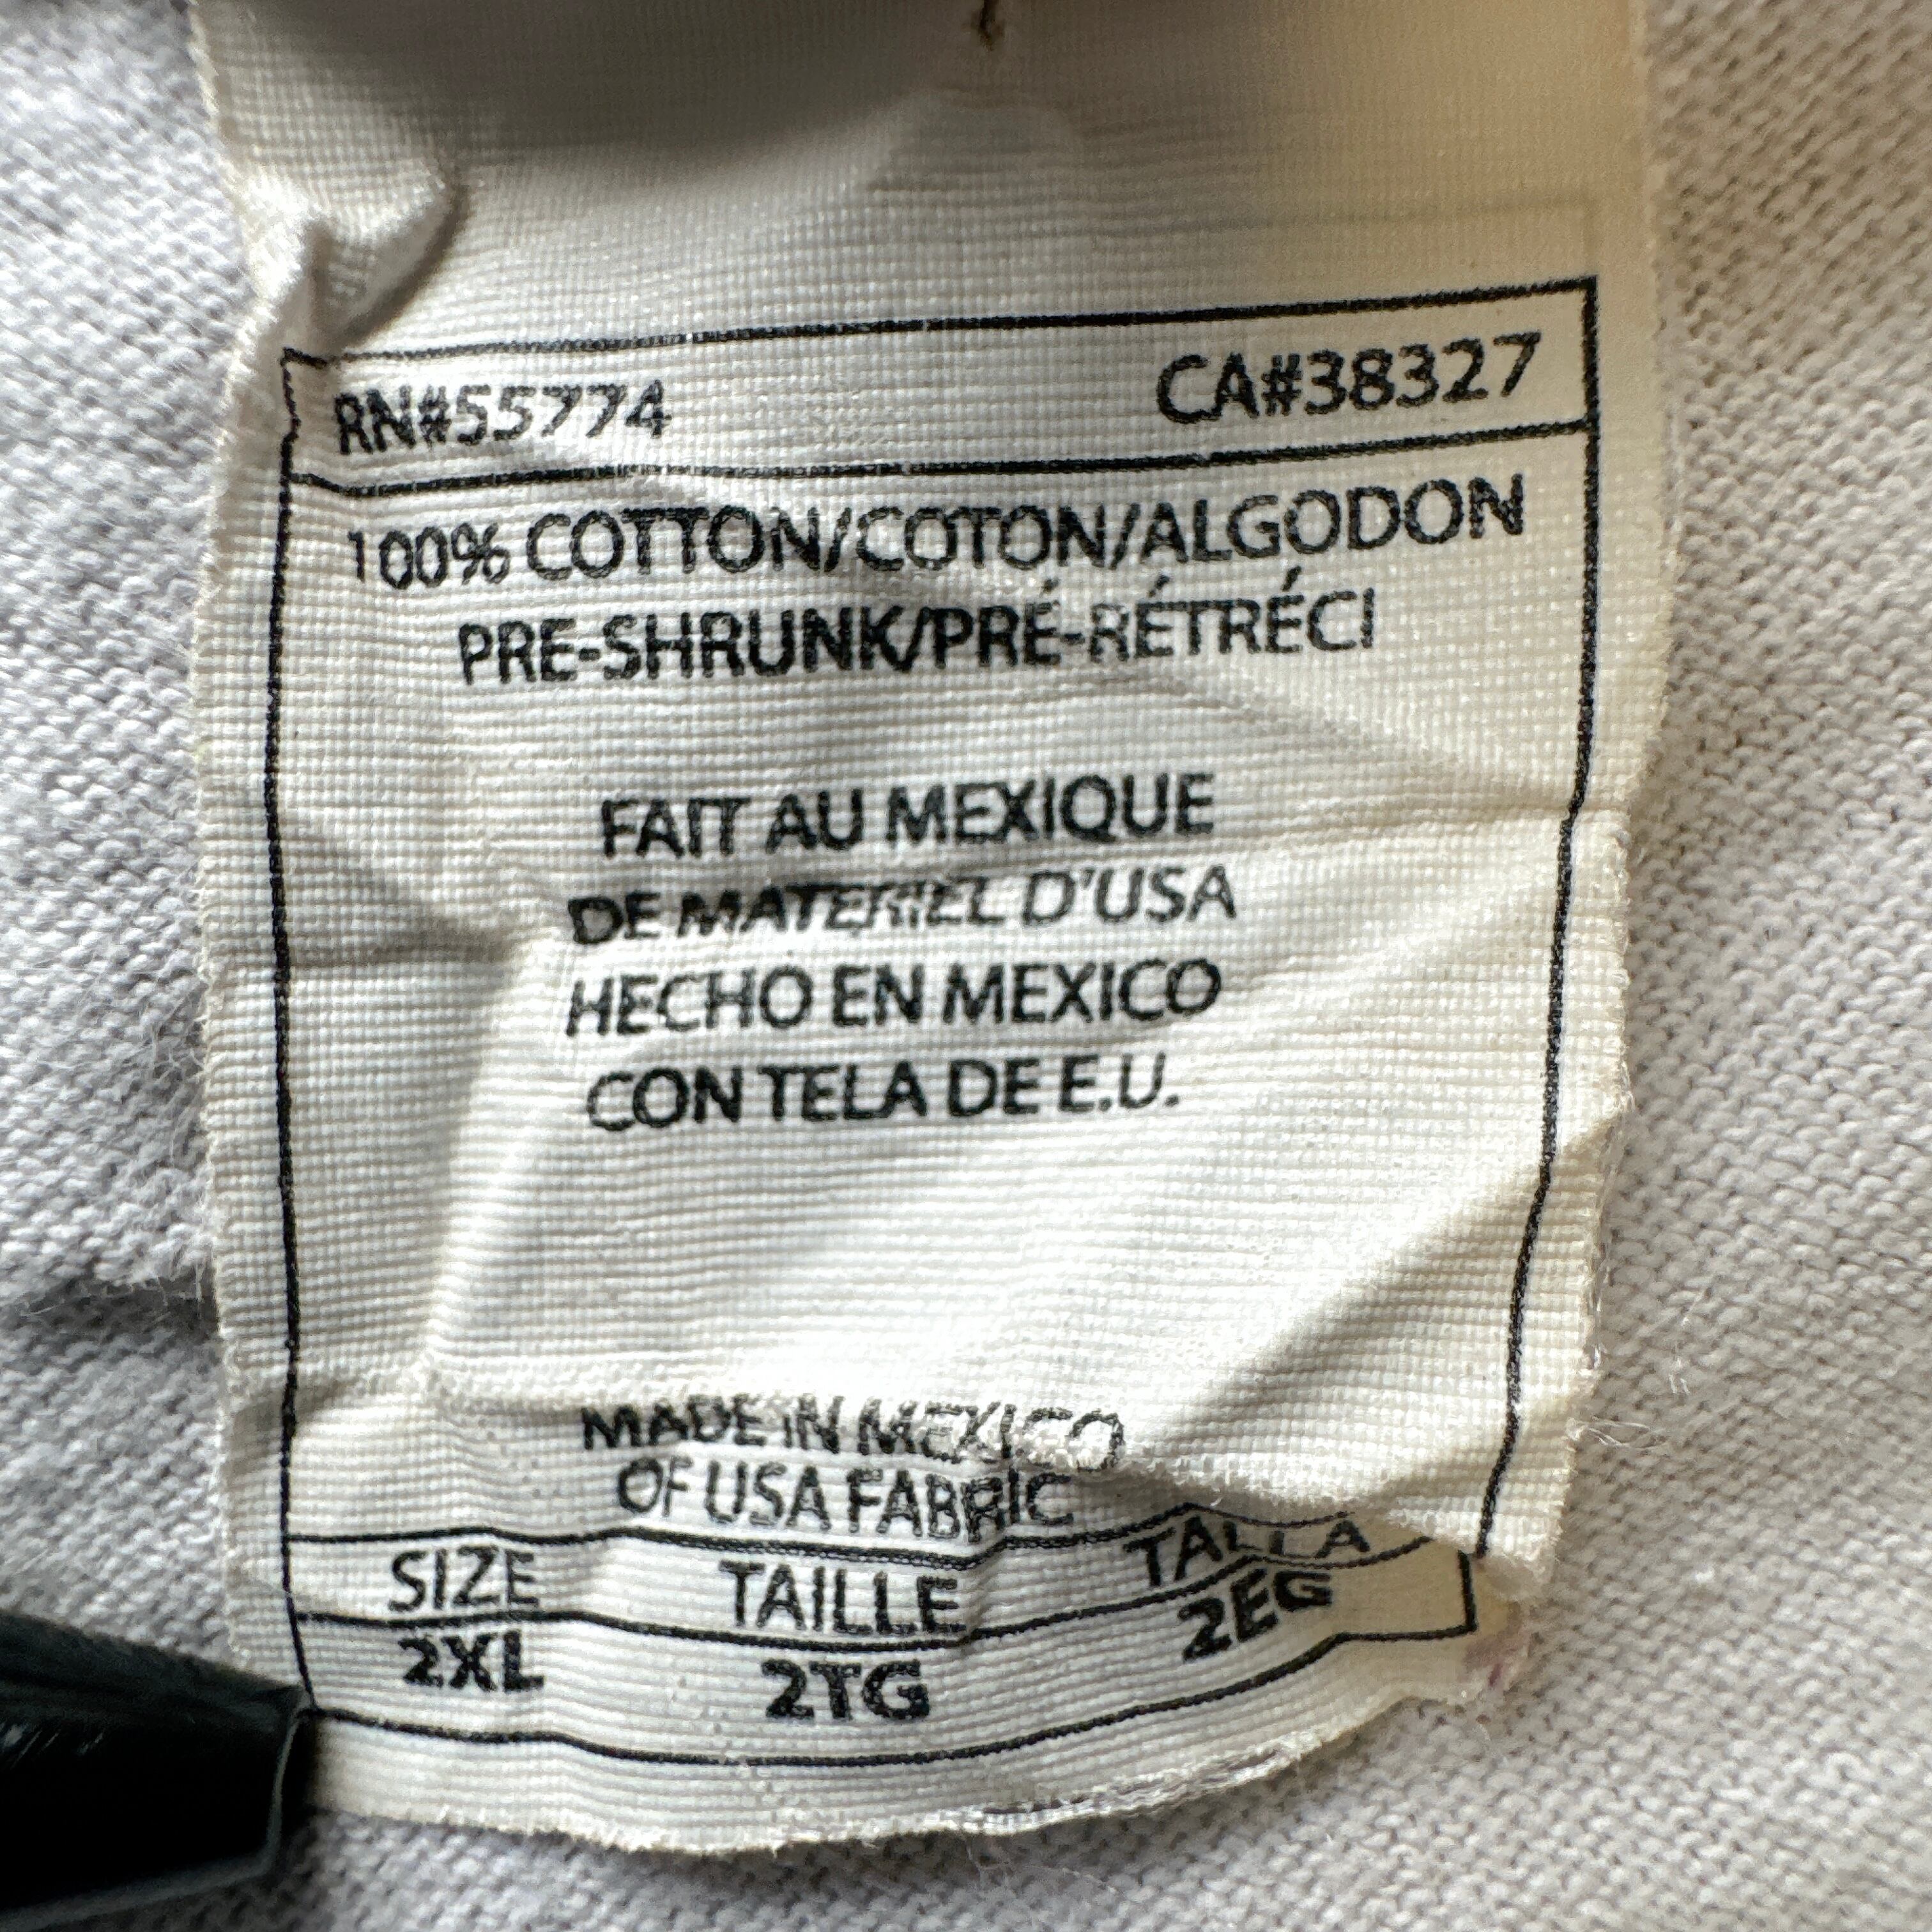 RN#55774 CA#38327
100% COTTON/COTON/ALGODON
PRE-SHRUNK/PRÉ-RÉTRÉCI
FAIT AU MEXIQUE
DE MATERIEL D'USA
HECHO EN MEXICO
CON TELA DE E.U.
MADE IN MEXICO
OF USA FABRIC
SIZE TAILLE TALLA
2XL 2TG 2EG